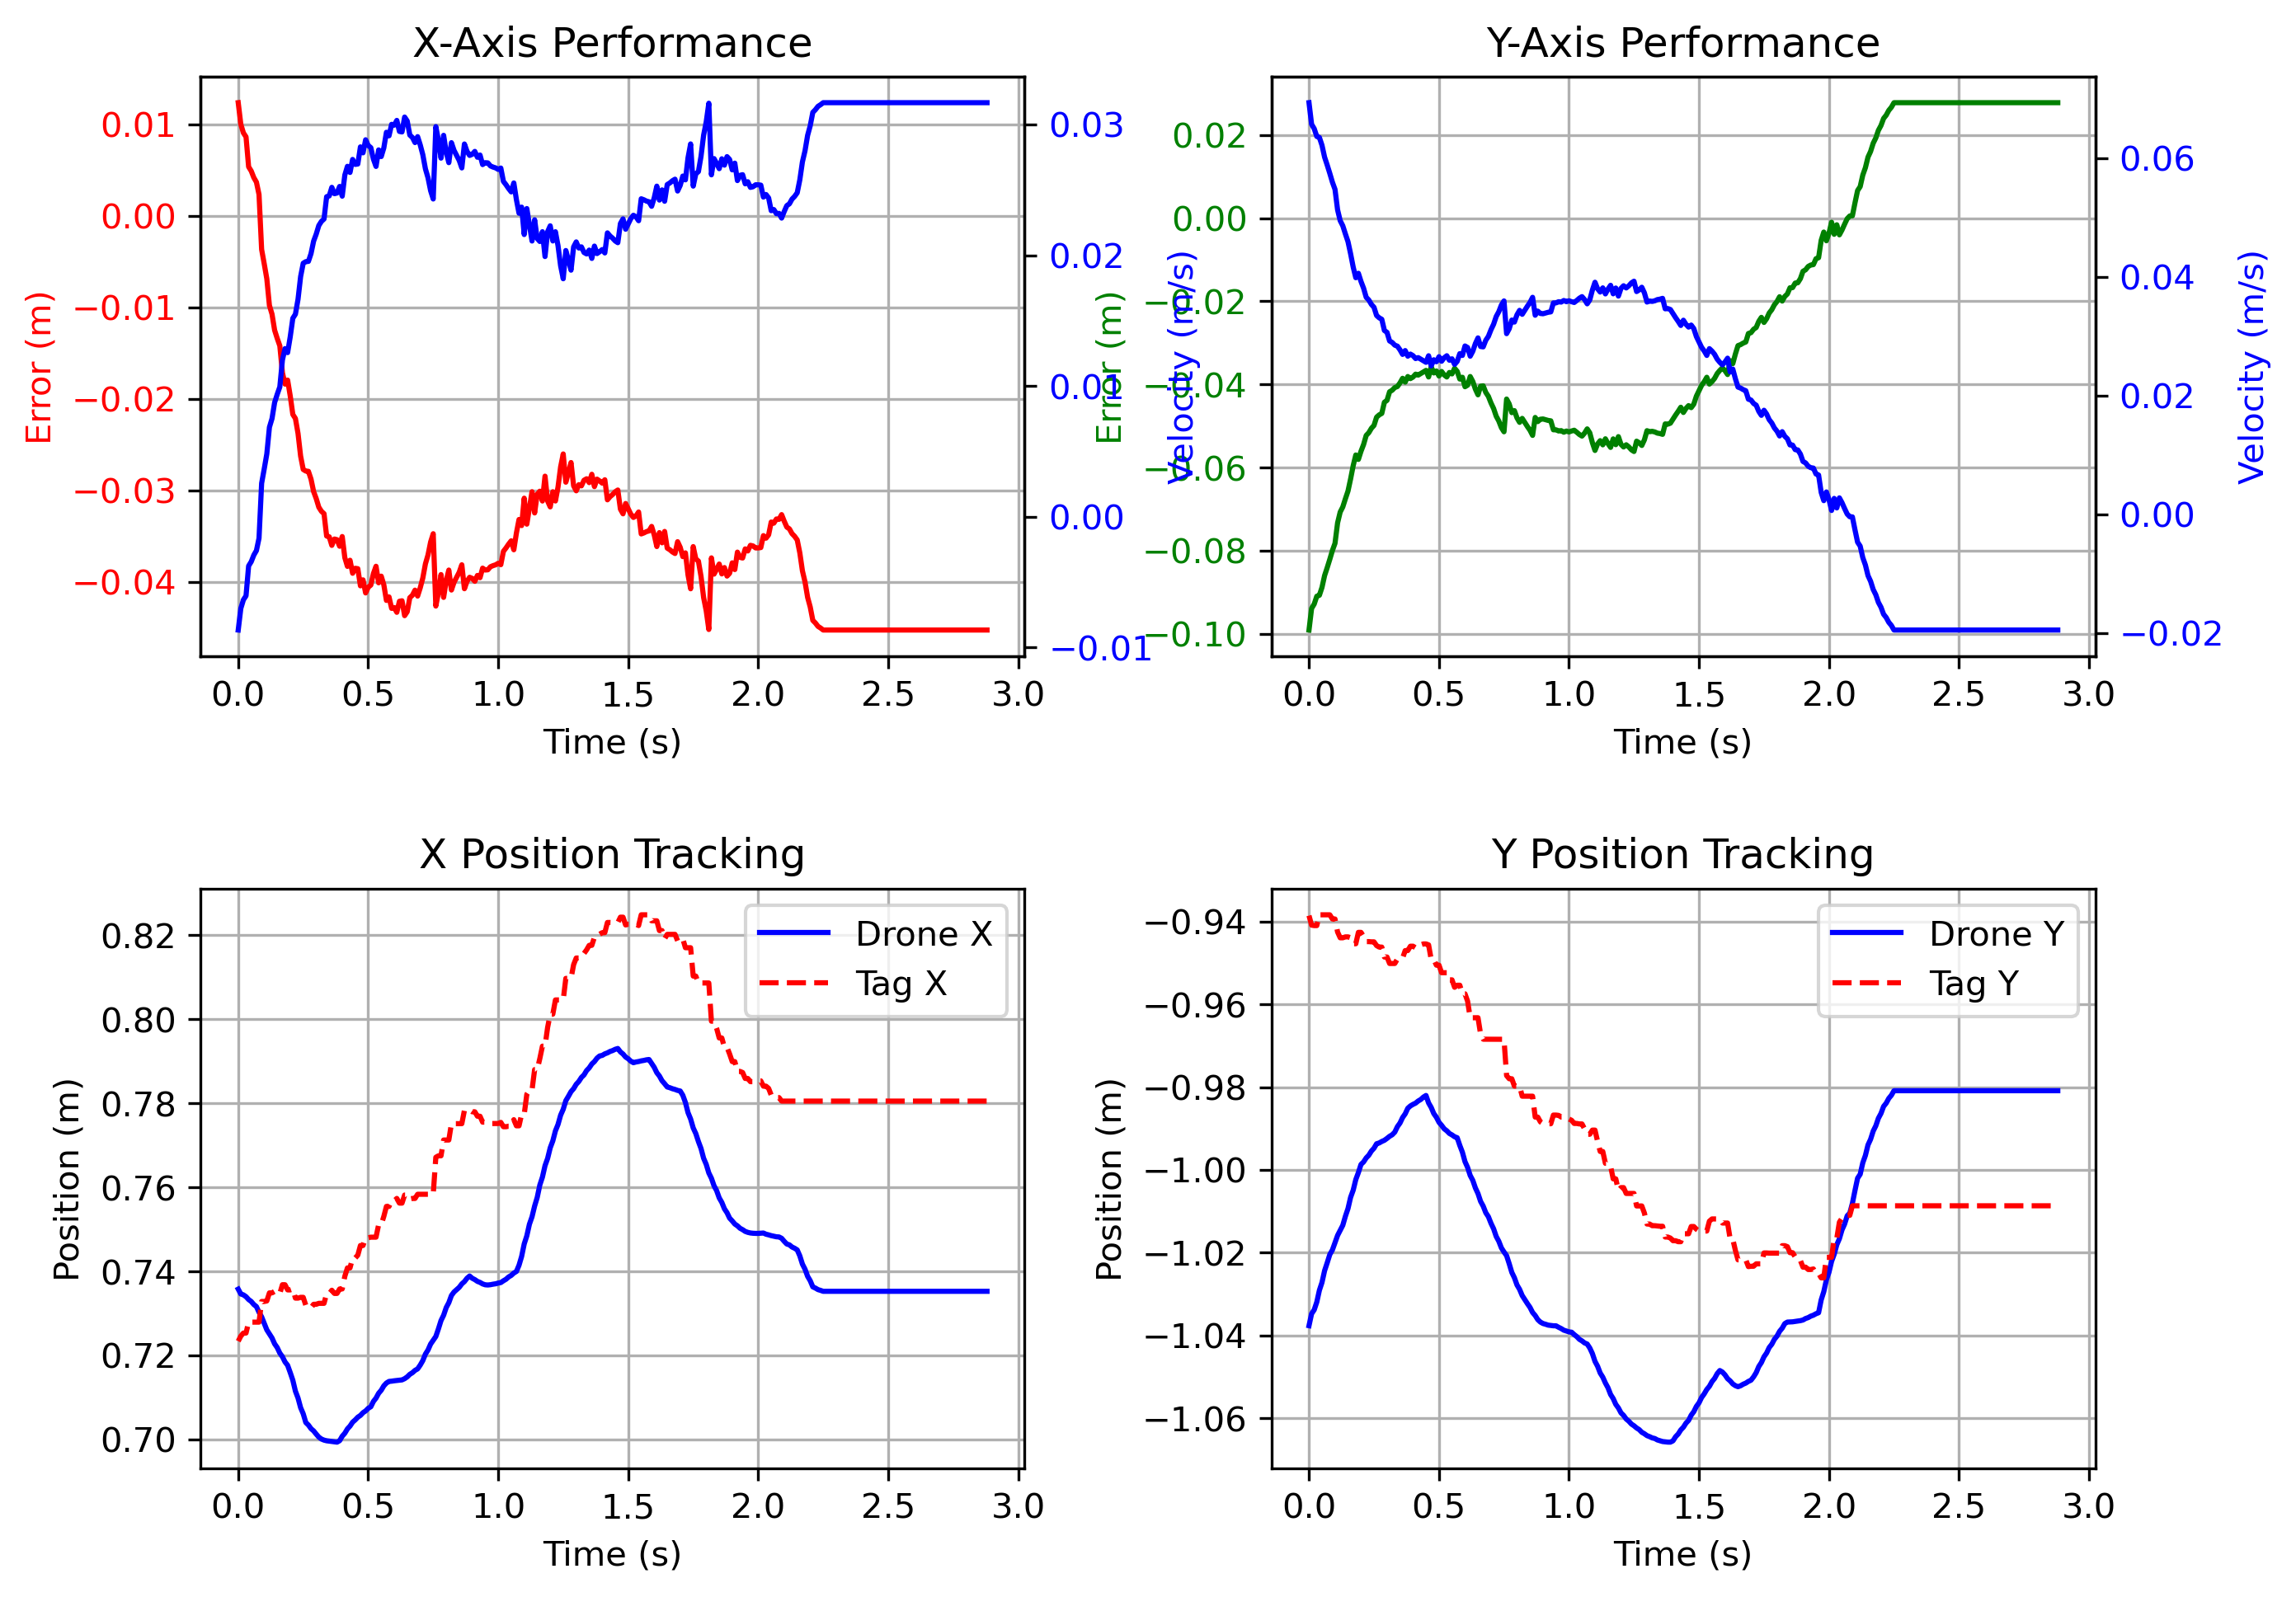 X-Axis Performance
0.01
0.00
−0.01
−0.02
−0.03
−0.04
Error (m)
0.03
0.02
0.01
0.00
−0.01
Velocity (m/s)
0.0 0.5 1.0 1.5 2.0 2.5 3.0
Time (s)
Y-Axis Performance
0.02
0.00
−0.02
−0.04
−0.06
−0.08
−0.10
Error (m)
0.06
0.04
0.02
0.00
−0.02
Velocity (m/s)
0.0 0.5 1.0 1.5 2.0 2.5 3.0
Time (s)
X Position Tracking
0.82
0.80
0.78
0.76
0.74
0.72
0.70
Position (m)
Drone X
Tag X
0.0 0.5 1.0 1.5 2.0 2.5 3.0
Time (s)
Y Position Tracking
−0.94
−0.96
−0.98
−1.00
−1.02
−1.04
−1.06
Position (m)
Drone Y
Tag Y
0.0 0.5 1.0 1.5 2.0 2.5 3.0
Time (s)